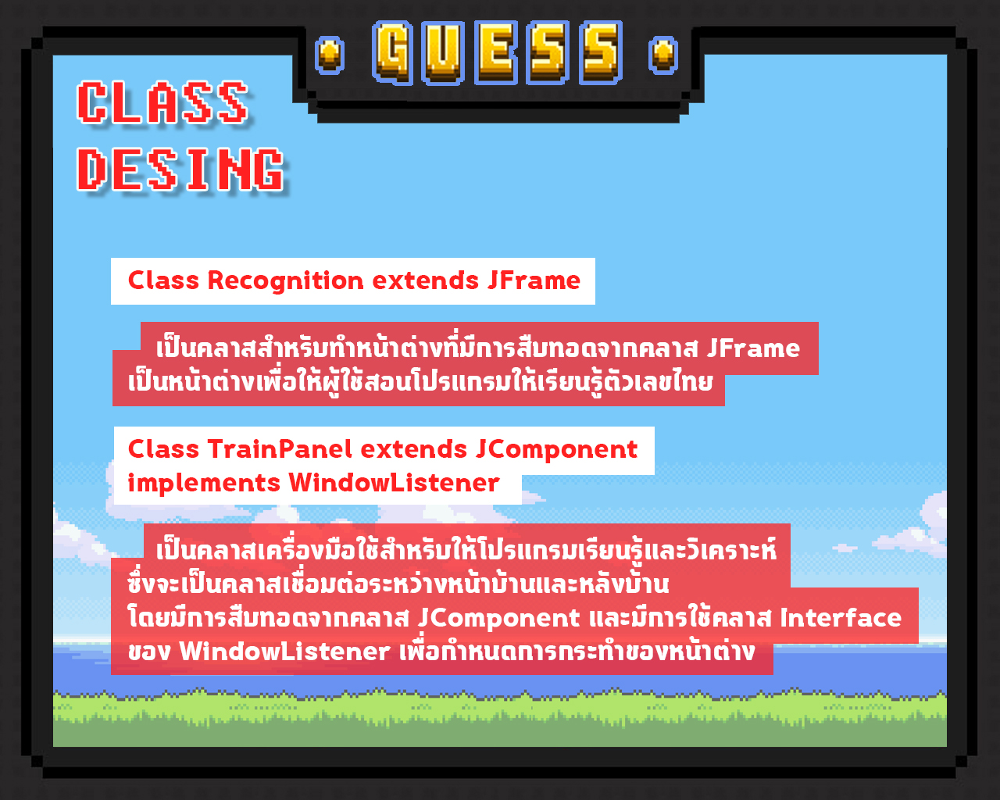 GUESS
CLASS
DESING
Class Recognition extends JFrame
เป็นคลาสสำหรับทำหน้าต่างที่มีการสืบทอดจากคลาส JFrame
เป็นหน้าต่างเพื่อให้ผู้ใช้สอนโปรแกรมให้เรียนรู้ตัวเลขไทย
Class TrainPanel extends JComponent
implements WindowListener
เป็นคลาสเครื่องมือใช้สำหรับให้โปรแกรมเรียนรู้และวิเคราะห์
ซึ่งจะเป็นคลาสเชื่อมต่อระหว่างหน้าบ้านและหลังบ้าน
โดยมีการสืบทอดจากคลาส JComponent และมีการใช้คลาส Interface
ของ WindowListener เพื่อกำหนดการกระทำของหน้าต่าง